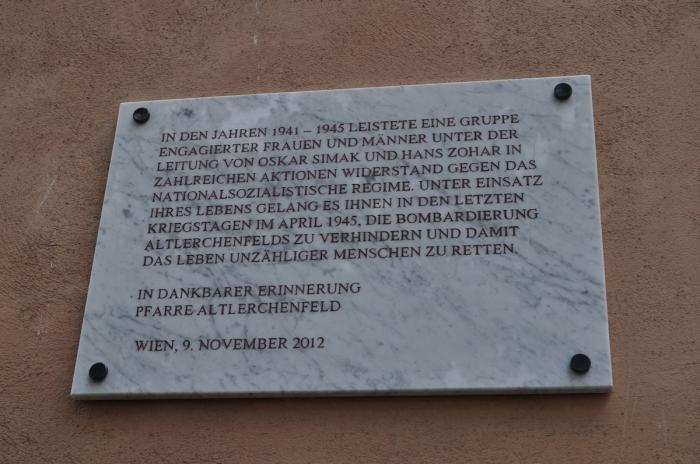 IN DEN JAHREN 1941 – 1945 LEISTETE EINE GRUPPE
ENGAGIERTER FRAUEN UND MÄNNER UNTER DER
LEITUNG VON OSKAR SIMAK UND HANS ZOHAR IN
ZAHLREICHEN AKTIONEN WIDERSTAND GEGEN DAS
NATIONALSOZIALISTISCHE REGIME. UNTER EINSATZ
IHRES LEBENS GELANG ES IHNEN IN DEN LETZTEN
KRIEGSTAGEN IM APRIL 1945, DIE BOMBARDIERUNG
ALTLERCHENFELDS ZU VERHINDERN UND DAMIT
DAS LEBEN UNZÄHLIGER MENSCHEN ZU RETTEN.
IN DANKBARER ERINNERUNG
PFARRE ALTLERCHENFELD
WIEN, 9. NOVEMBER 2012